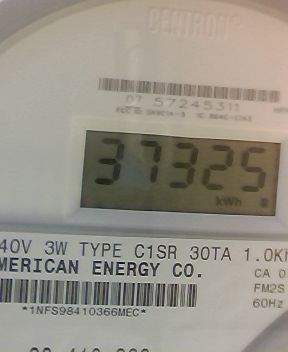 CENTRON
07 57245311
37325
kWh
40V 3W TYPE C1SR 30TA 1.0K
MERICAN ENERGY CO.
CA 0
FM2S
60Hz
*1NFS98410366MEC*